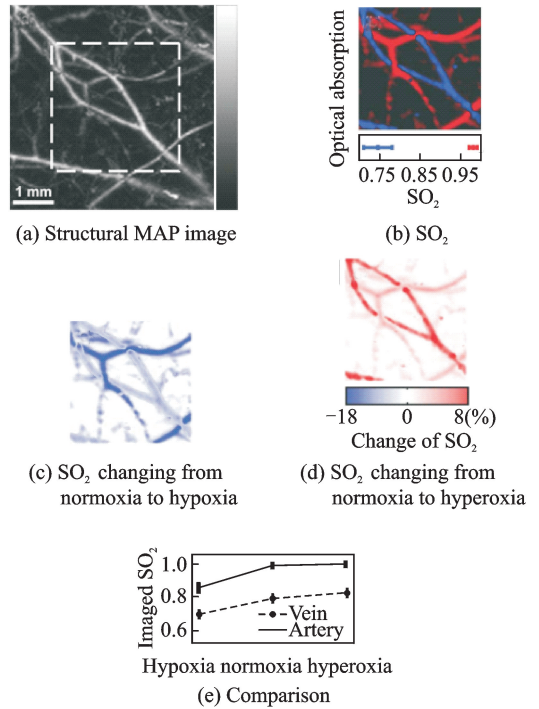 1 mm
(a) Structural MAP image
Optical absorption
0.75 0.85 0.95
SO₂
(b) SO₂
(c) SO₂ changing from
normoxia to hypoxia
−18 0 8(%)
Change of SO₂
(d) SO₂ changing from
normoxia to hyperoxia
Imaged SO₂
1.0
0.8
0.6
Vein
Artery
Hypoxia normoxia hyperoxia
(e) Comparison